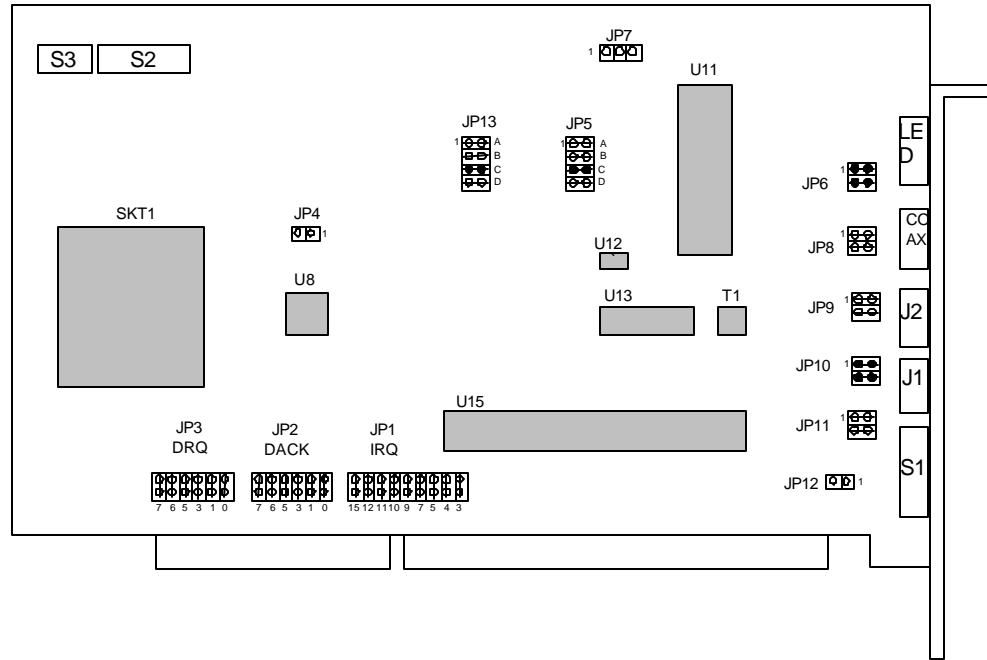 JP7
1
S3 S2
U11
JP13 JP5
1 A 1 A
B B
C C
D D
LE
D
JP6
1
SKT1
JP4
1
CO
AX
JP8
1
U12
U8
U13 T1
JP9
1
J2
JP10
1
J1
U15
JP11
1
JP3
DRQ
JP2
DACK
JP1
IRQ
S1
JP12 1
7 6 5 3 1 0
7 6 5 3 1 0
15 12 11 10 9 7 5 4 3